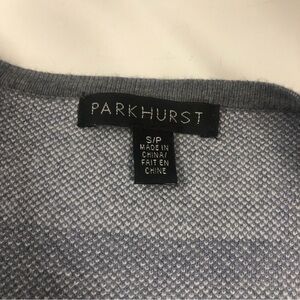 PARKHURST
S/P
MADE IN
CHINA/
FAIT EN
CHINE